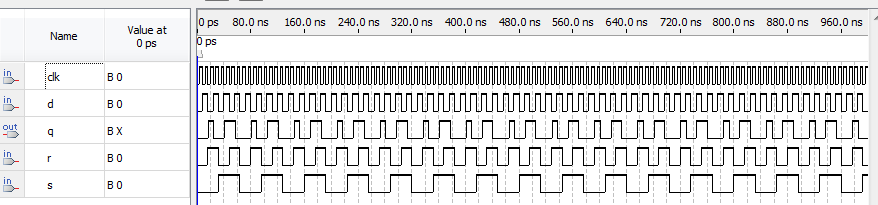 Name
Value at
0 ps
0 ps 80.0 ns 160.0 ns 240.0 ns 320.0 ns 400.0 ns 480.0 ns 560.0 ns 640.0 ns 720.0 ns 800.0 ns 880.0 ns 960.0 ns
0 ps
in clk B 0
in d B 0
out q B X
in r B 0
in s B 0